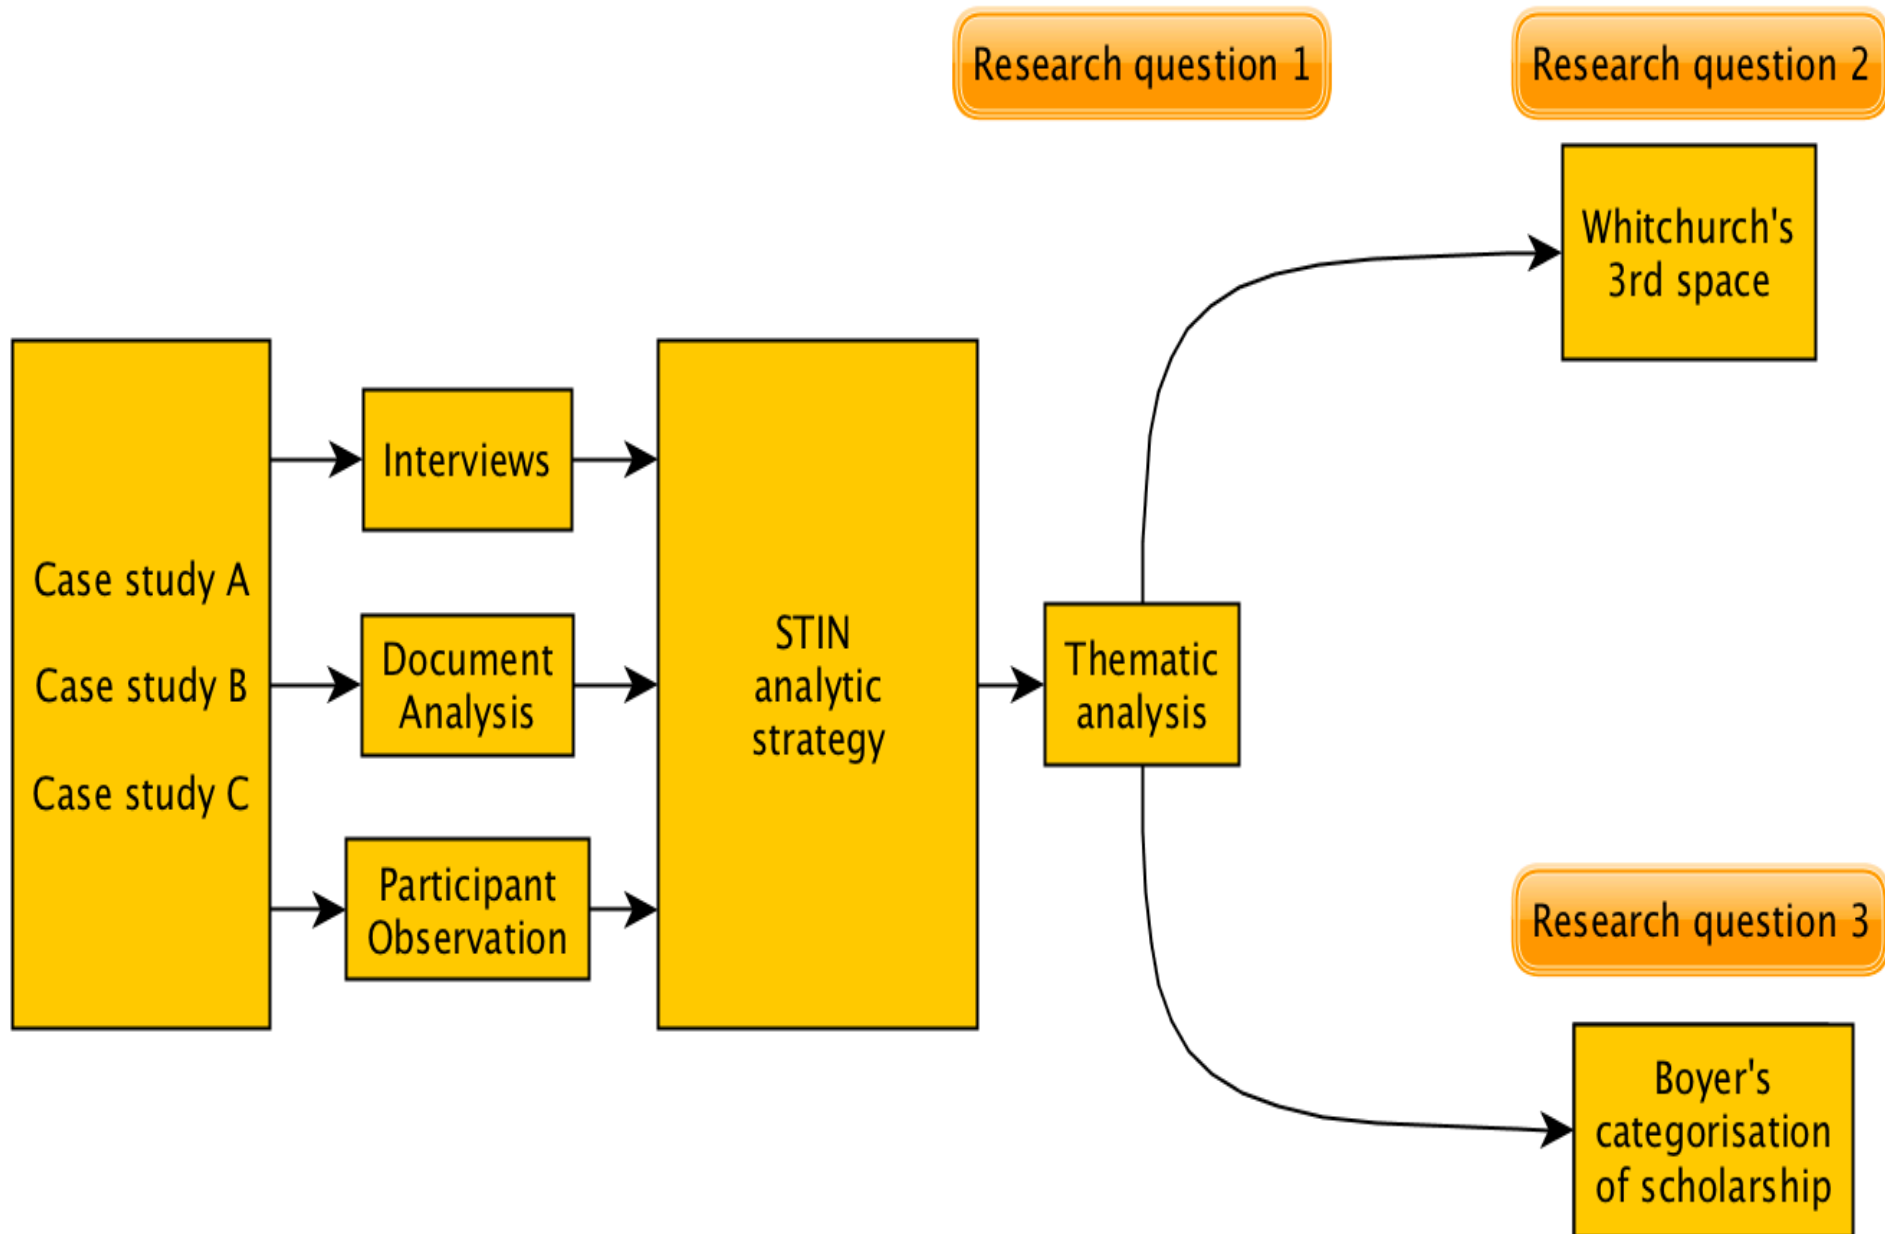 Research question 1
Research question 2
Whitchurch's
3rd space
Case study A
Case study B
Case study C
Interviews
Document
Analysis
Participant
Observation
STIN
analytic
strategy
Thematic
analysis
Research question 3
Boyer's
categorisation
of scholarship